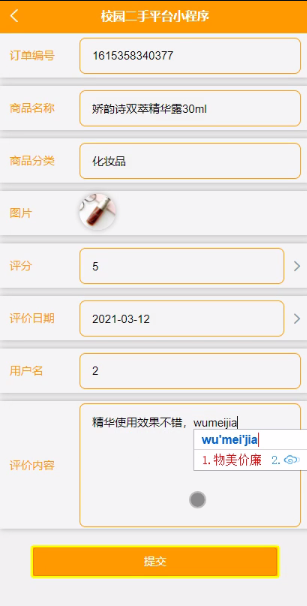 校园二手平台小程序
订单编号 1615358340377
商品名称 娇韵诗双萃精华露30ml
商品分类 化妆品
图片
评分 5
评价日期 2021-03-12
用户名 2
评价内容 精华使用效果不错，wumeijia
wu'mei'jia
1.物美价廉 2.
提交